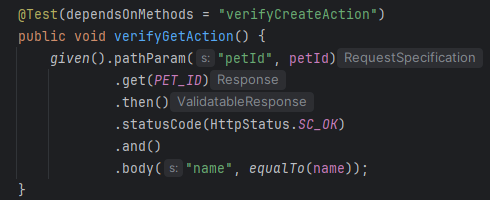 @Test(dependsOnMethods = "verifyCreateAction")
public void verifyGetAction() {
given().pathParam( s: "petId", petId) RequestSpecification
.get(PET_ID) Response
.then() ValidatableResponse
.statusCode(HttpStatus.SC_OK)
.and()
.body( s: "name", equalTo(name));
}